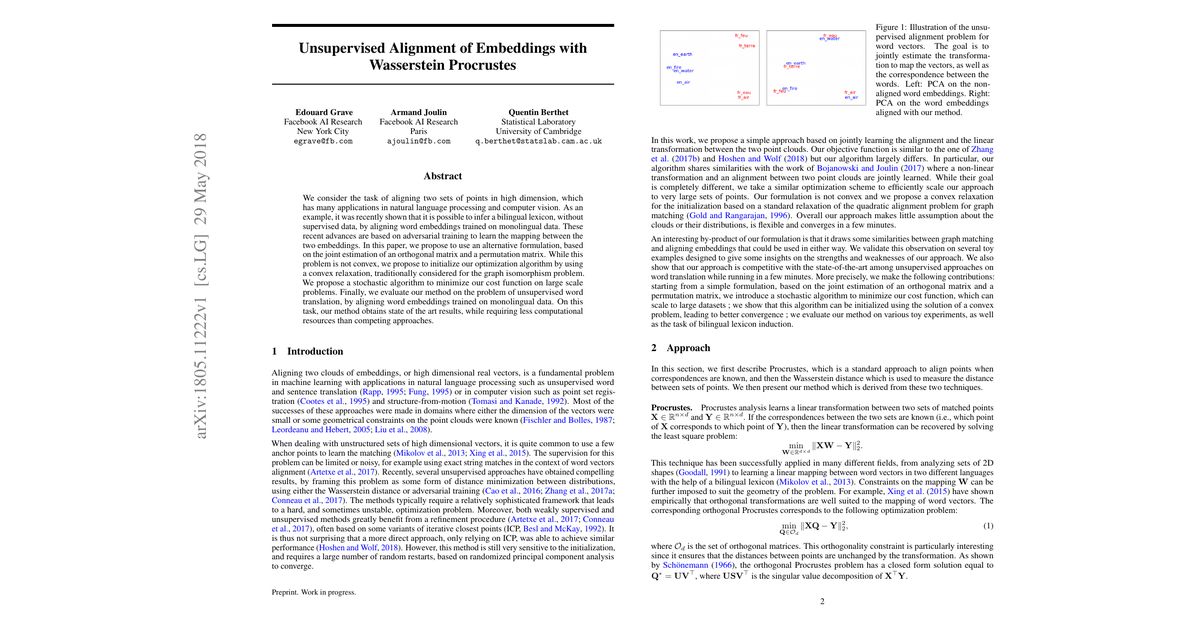 arXiv:1805.11222v1 [cs.LG] 29 May 2018
Unsupervised Alignment of Embeddings with
Wasserstein Procrustes
Edouard Grave
Facebook AI Research
New York City
egrave@fb.com
Armand Joulin
Facebook AI Research
Paris
ajoulin@fb.com
Quentin Berthet
Statistical Laboratory
University of Cambridge
q.berthet@statslab.cam.ac.uk
Abstract
We consider the task of aligning two sets of points in high dimension, which
has many applications in natural language processing and computer vision. As an
example, it was recently shown that it is possible to infer a bilingual lexicon, without
supervised data, by aligning word embeddings trained on monolingual data. These
recent advances are based on adversarial training to learn the mapping between the
two embeddings. In this paper, we propose to use an alternative formulation, based
on the joint estimation of an orthogonal matrix and a permutation matrix. While this
problem is not convex, we propose to initialize our optimization algorithm by using
a convex relaxation, traditionally considered for the graph isomorphism problem.
We propose a stochastic algorithm to minimize our cost function on large scale
problems. Finally, we evaluate our method on the problem of unsupervised word
translation, by aligning word embeddings trained on monolingual data. On this
task, our method obtains state of the art results, while requiring less computational
resources than competing approaches.
1 Introduction
Aligning two clouds of embeddings, or high dimensional real vectors, is a fundamental problem
in machine learning with applications in natural language processing such as unsupervised word
and sentence translation (Rapp, 1995; Fung, 1995) or in computer vision such as point set regis-
tration (Cootes et al., 1995) and structure-from-motion (Tomasi and Kanade, 1992). Most of the
successes of these approaches were made in domains where either the dimension of the vectors were
small or some geometrical constraints on the point clouds were known (Fischler and Bolles, 1987;
Leordeanu and Hebert, 2005; Liu et al., 2008).
When dealing with unstructured sets of high dimensional vectors, it is quite common to use a few
anchor points to learn the matching (Mikolov et al., 2013; Xing et al., 2015). The supervision for this
problem can be limited or noisy, for example using exact string matches in the context of word vectors
alignment (Artetxe et al., 2017). Recently, several unsupervised approaches have obtained compelling
results, by framing this problem as some form of distance minimization between distributions,
using either the Wasserstein distance or adversarial training (Cao et al., 2016; Zhang et al., 2017a;
Conneau et al., 2017). The methods typically require a relatively sophisticated framework that leads
to a hard, and sometimes unstable, optimization problem. Moreover, both weakly supervised and
unsupervised methods greatly benefit from a refinement procedure (Artetxe et al., 2017; Conneau
et al., 2017), often based on some variants of iterative closest points (ICP, Besl and McKay, 1992). It
is thus not surprising that a more direct approach, only relying on ICP, was able to achieve similar
performance (Hoshen and Wolf, 2018). However, this method is still very sensitive to the initialization,
and requires a large number of random restarts, based on randomized principal component analysis
to converge.
Preprint. Work in progress.
fr_feu
fr_terre
en_earth
en_fire
en_water
en_air
fr_eau
fr_air
fr_eau
en_water
en_earth
fr_terre
en_fire
fr_feu
fr_air
en_air
Figure 1: Illustration of the unsu-
pervised alignment problem for
word vectors. The goal is to
jointly estimate the transforma-
tion to map the vectors, as well as
the correspondence between the
words. Left: PCA on the non-
aligned word embeddings. Right:
PCA on the word embeddings
aligned with our method.
In this work, we propose a simple approach based on jointly learning the alignment and the linear
transformation between the two point clouds. Our objective function is similar to the one of Zhang
et al. (2017b) and Hoshen and Wolf (2018) but our algorithm largely differs. In particular, our
algorithm shares similarities with the work of Bojanowski and Joulin (2017) where a non-linear
transformation and an alignment between two point clouds are jointly learned. While their goal
is completely different, we take a similar optimization scheme to efficiently scale our approach
to very large sets of points. Our formulation is not convex and we propose a convex relaxation
for the initialization based on a standard relaxation of the quadratic alignment problem for graph
matching (Gold and Rangarajan, 1996). Overall our approach makes little assumption about the
clouds or their distributions, is flexible and converges in a few minutes.
An interesting by-product of our formulation is that it draws some similarities between graph matching
and aligning embeddings that could be used in either way. We validate this observation on several toy
examples designed to give some insights on the strengths and weaknesses of our approach. We also
show that our approach is competitive with the state-of-the-art among unsupervised approaches on
word translation while running in a few minutes. More precisely, we make the following contributions:
starting from a simple formulation, based on the joint estimation of an orthogonal matrix and a
permutation matrix, we introduce a stochastic algorithm to minimize our cost function, which can
scale to large datasets ; we show that this algorithm can be initialized using the solution of a convex
problem, leading to better convergence ; we evaluate our method on various toy experiments, as well
as the task of bilingual lexicon induction.
2 Approach
In this section, we first describe Procrustes, which is a standard approach to align points when
correspondences are known, and then the Wasserstein distance which is used to measure the distance
between sets of points. We then present our method which is derived from these two techniques.
Procrustes. Procrustes analysis learns a linear transformation between two sets of matched points
X ∈ ℝⁿˣᵈ and Y ∈ ℝⁿˣᵈ. If the correspondences between the two sets are known (i.e., which point
of X corresponds to which point of Y), then the linear transformation can be recovered by solving
the least square problem:
min_{W∈ℝ^{d×d}} ‖XW − Y‖₂².
This technique has been successfully applied in many different fields, from analyzing sets of 2D
shapes (Goodall, 1991) to learning a linear mapping between word vectors in two different languages
with the help of a bilingual lexicon (Mikolov et al., 2013). Constraints on the mapping W can be
further imposed to suit the geometry of the problem. For example, Xing et al. (2015) have shown
empirically that orthogonal transformations are well suited to the mapping of word vectors. The
corresponding orthogonal Procrustes corresponds to the following optimization problem:
min_{Q∈𝒪_d} ‖XQ − Y‖₂², (1)
where 𝒪_d is the set of orthogonal matrices. This orthogonality constraint is particularly interesting
since it ensures that the distances between points are unchanged by the transformation. As shown
by Schönemann (1966), the orthogonal Procrustes problem has a closed form solution equal to
Q* = UV⊤, where USV⊤ is the singular value decomposition of X⊤Y.
2